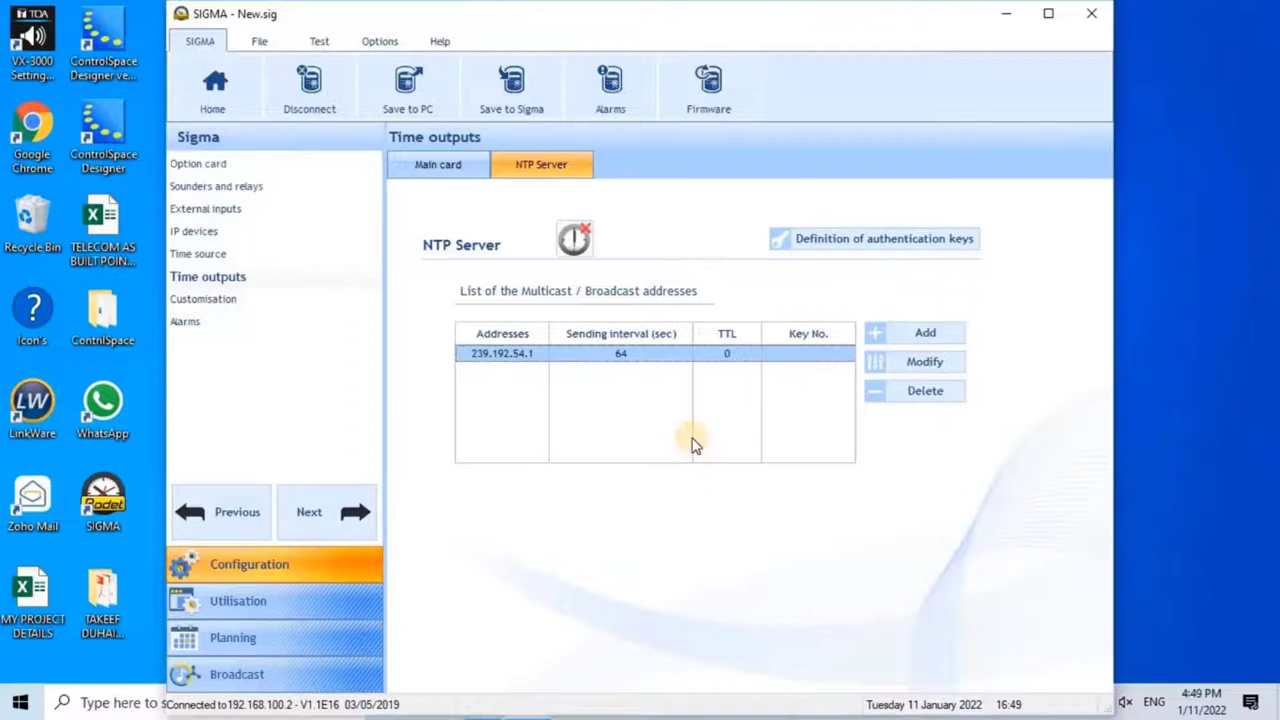 SIGMA - New.sig
SIGMA File Test Options Help
Home Disconnect Save to PC Save to Sigma Alarms Firmware
Sigma
Option card
Sounders and relays
External inputs
IP devices
Time source
Time outputs
Customisation
Alarms
Previous Next
Configuration
Utilisation
Planning
Broadcast
Time outputs
Main card NTP Server
NTP Server
Definition of authentication keys
List of the Multicast / Broadcast addresses
Addresses Sending interval (sec) TTL Key No.
239.192.54.1 64 0
Add
Modify
Delete
TOA
VX-3000
Setting...
ControlSpace
Designer ve...
Google
Chrome
ControlSpace
Designer
Recycle Bin
TELECOM AS
BUILT POIN...
Icon's
ContrlSpace
LW
LinkWare
WhatsApp
Zoho Mail
Bodet
SIGMA
MY PROJECT
DETAILS
TAKEEF
DUHAI...
Type here to s
Connected to192.168.100.2 - V1.1E16 03/05/2019
Tuesday 11 January 2022 16:49
ENG
4:49 PM
1/11/2022